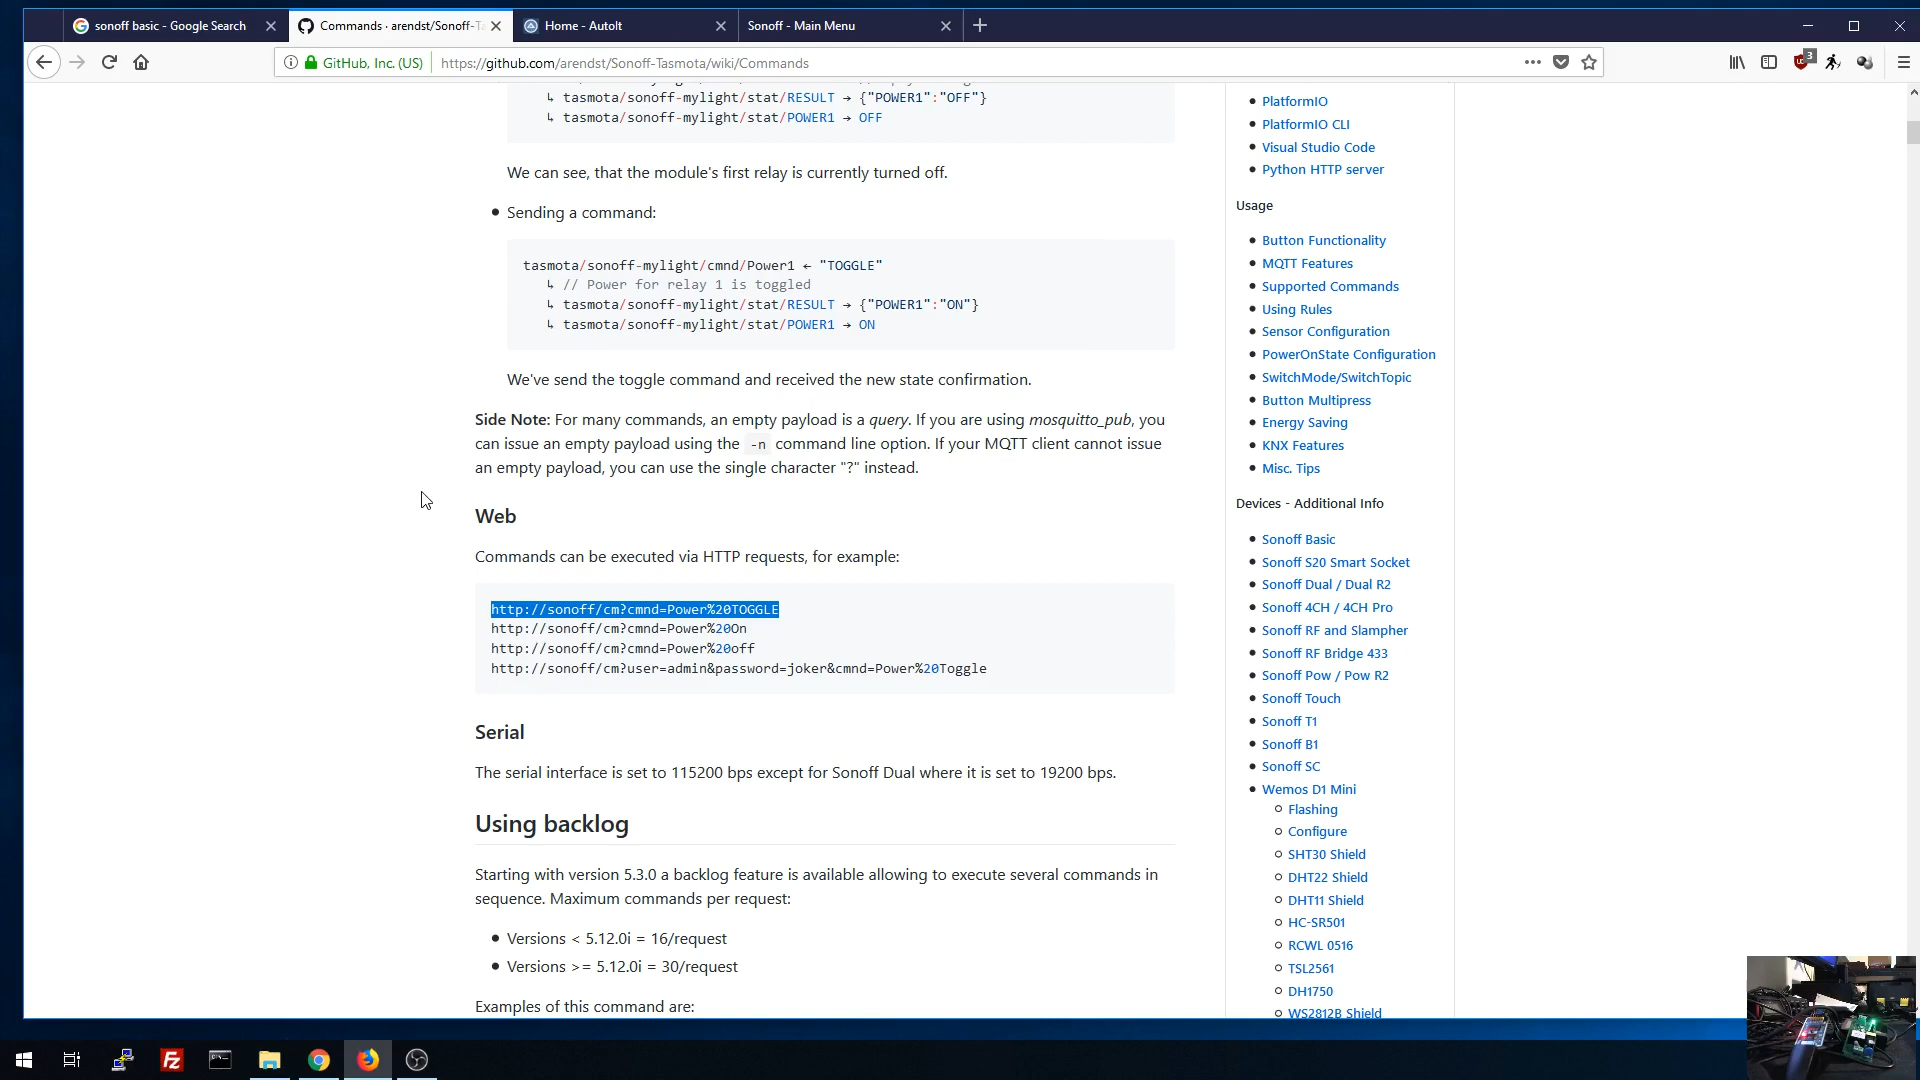 sonoff basic - Google Search
Commands · arendst/Sonoff-Ta
Home - AutoIt
Sonoff - Main Menu
GitHub, Inc. (US)
https://github.com/arendst/Sonoff-Tasmota/wiki/Commands
3
↳ tasmota/sonoff-mylight/stat/RESULT → {"POWER1":"OFF"}
↳ tasmota/sonoff-mylight/stat/POWER1 → OFF
We can see, that the module's first relay is currently turned off.
• Sending a command:
tasmota/sonoff-mylight/cmnd/Power1 ← "TOGGLE"
↳ // Power for relay 1 is toggled
↳ tasmota/sonoff-mylight/stat/RESULT → {"POWER1":"ON"}
↳ tasmota/sonoff-mylight/stat/POWER1 → ON
We've send the toggle command and received the new state confirmation.
Side Note: For many commands, an empty payload is a query. If you are using mosquitto_pub, you
can issue an empty payload using the -n command line option. If your MQTT client cannot issue
an empty payload, you can use the single character "?" instead.
Web
Commands can be executed via HTTP requests, for example:
http://sonoff/cm?cmnd=Power%20TOGGLE
http://sonoff/cm?cmnd=Power%20On
http://sonoff/cm?cmnd=Power%20off
http://sonoff/cm?user=admin&password=joker&cmnd=Power%20Toggle
Serial
The serial interface is set to 115200 bps except for Sonoff Dual where it is set to 19200 bps.
Using backlog
Starting with version 5.3.0 a backlog feature is available allowing to execute several commands in
sequence. Maximum commands per request:
• Versions < 5.12.0i = 16/request
• Versions >= 5.12.0i = 30/request
Examples of this command are:
• PlatformIO
• PlatformIO CLI
• Visual Studio Code
• Python HTTP server
Usage
• Button Functionality
• MQTT Features
• Supported Commands
• Using Rules
• Sensor Configuration
• PowerOnState Configuration
• SwitchMode/SwitchTopic
• Button Multipress
• Energy Saving
• KNX Features
• Misc. Tips
Devices - Additional Info
• Sonoff Basic
• Sonoff S20 Smart Socket
• Sonoff Dual / Dual R2
• Sonoff 4CH / 4CH Pro
• Sonoff RF and Slampher
• Sonoff RF Bridge 433
• Sonoff Pow / Pow R2
• Sonoff Touch
• Sonoff T1
• Sonoff B1
• Sonoff SC
• Wemos D1 Mini
○ Flashing
○ Configure
○ SHT30 Shield
○ DHT22 Shield
○ DHT11 Shield
○ HC-SR501
○ RCWL 0516
○ TSL2561
○ DH1750
○ WS2812B Shield